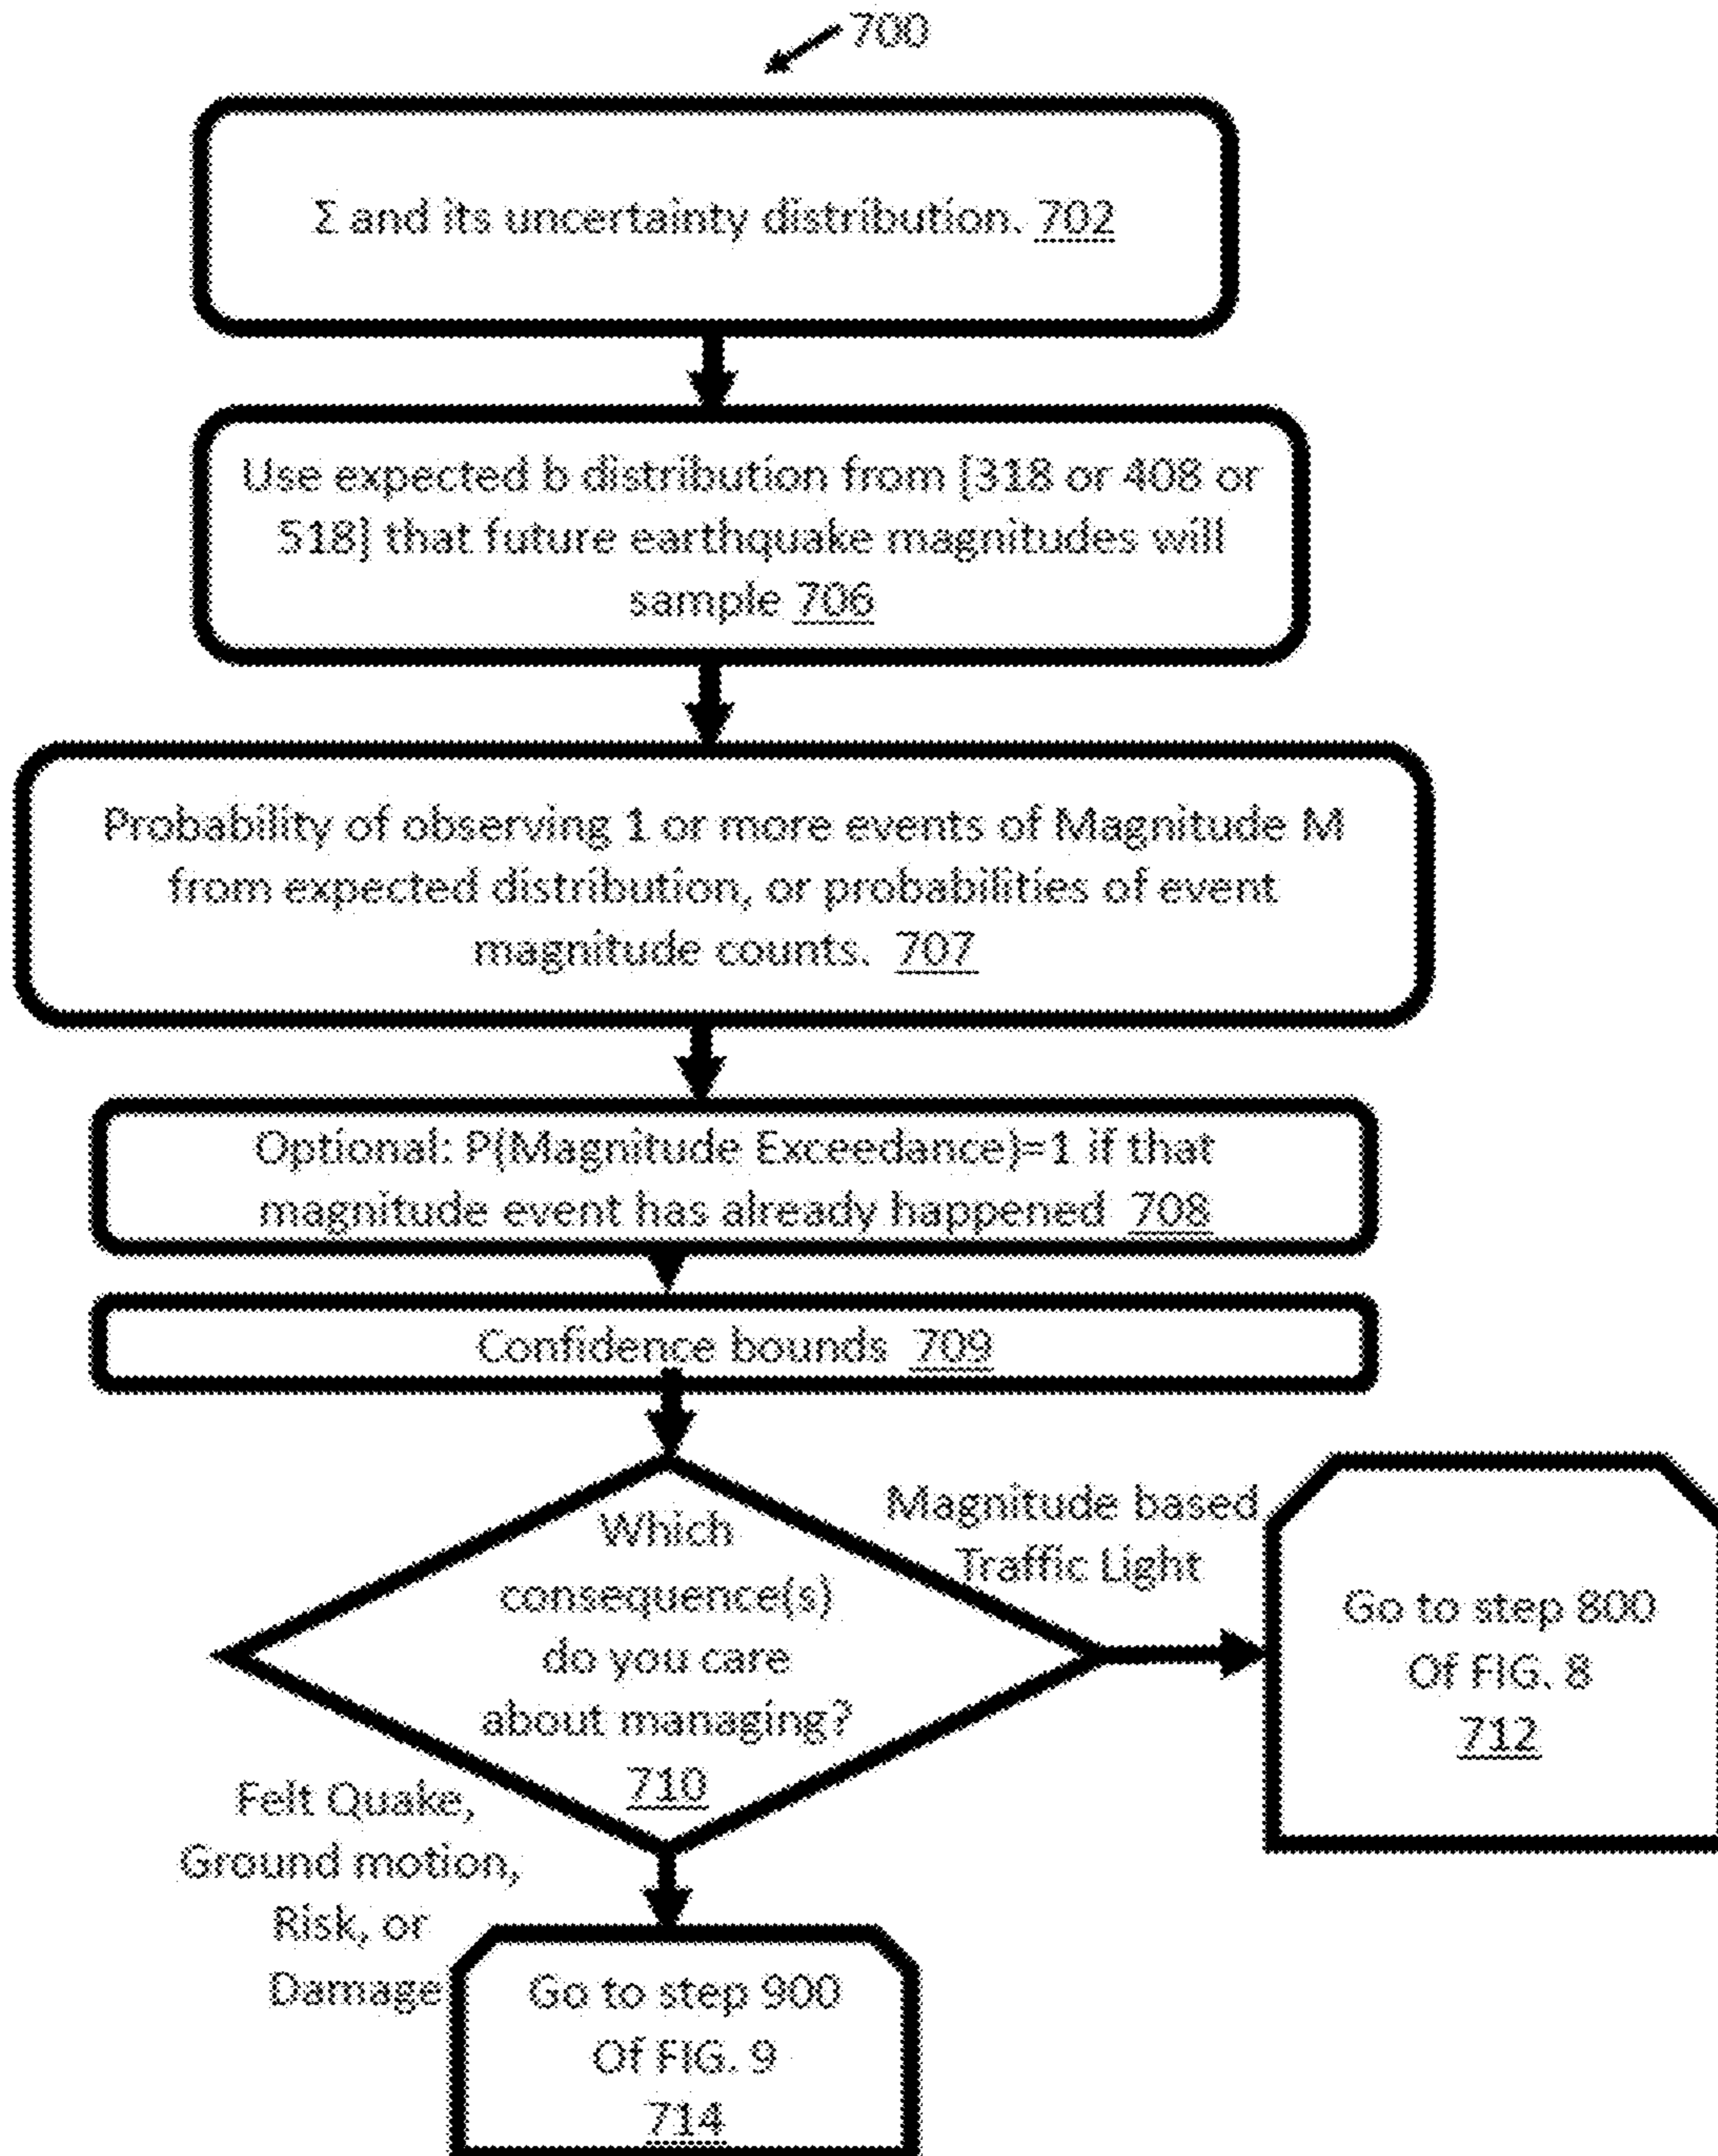 700
Σ and its uncertainty distribution. 702
Use expected b distribution from [318 or 408 or
518] that future earthquake magnitudes will
sample 706
Probability of observing 1 or more events of Magnitude M
from expected distribution, or probabilities of event
magnitude counts. 707
Optional: P(Magnitude Exceedance)=1 if that
magnitude event has already happened 708
Confidence bounds 709
Which
consequence(s)
do you care
about managing?
710
Magnitude based
Traffic Light
Go to step 800
Of FIG. 8
712
Felt Quake,
Ground motion,
Risk, or
Damage
Go to step 900
Of FIG. 9
714